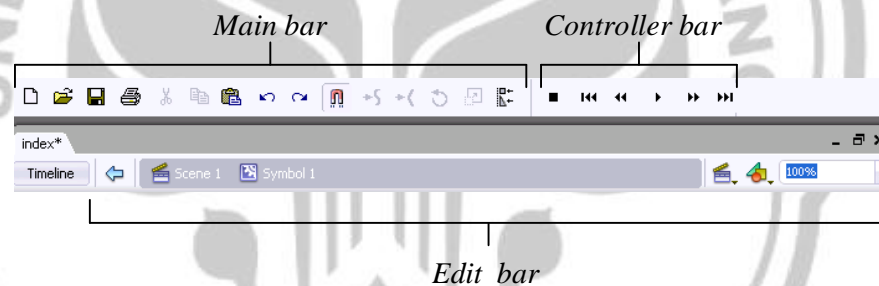 Main bar Controller bar
index*
Timeline Scene 1 Symbol 1 100%
Edit bar